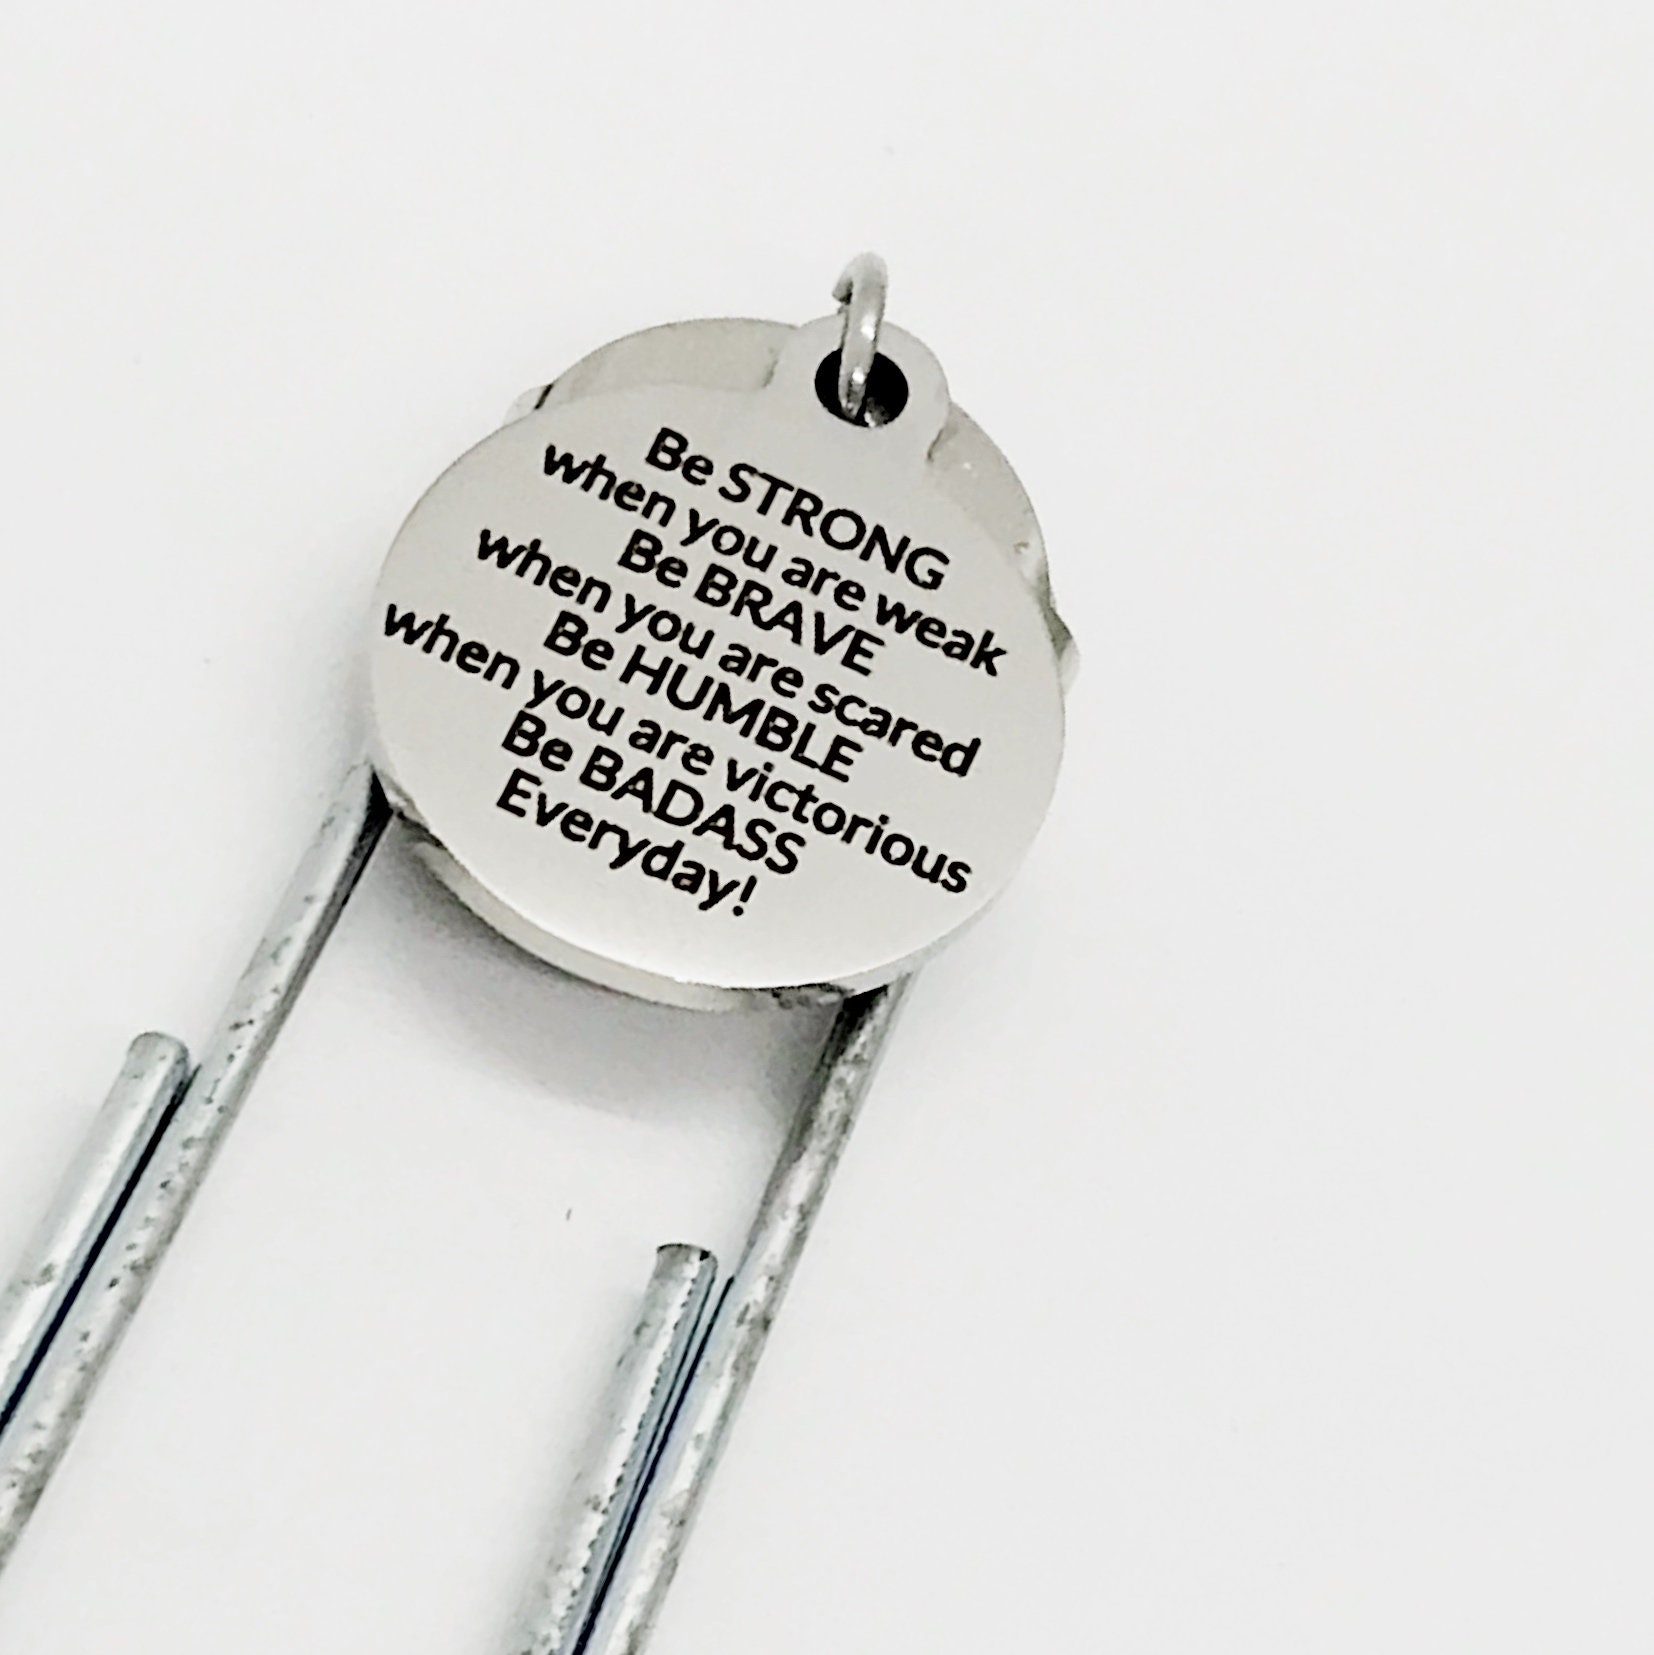 Be STRONG
when you are weak
Be BRAVE
when you are scared
Be HUMBLE
when you are victorious
Be BADASS
Everyday!